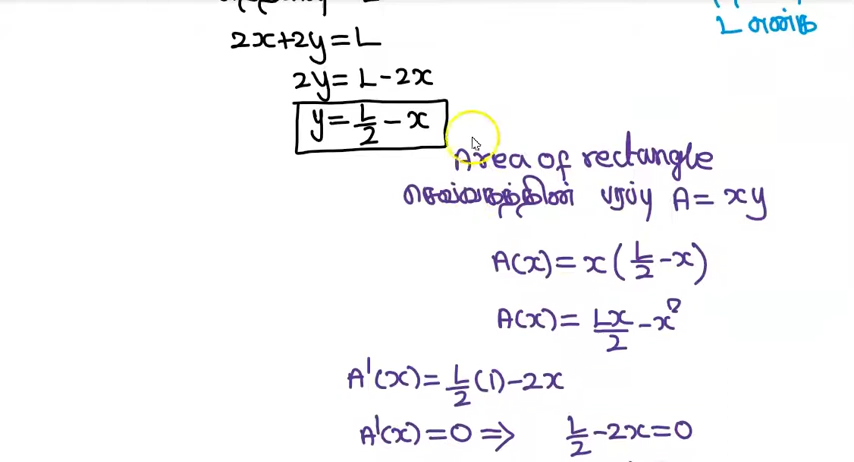 L என்க
2x+2y=L
2y= L-2x
y= L/2 - x
Area of rectangle
செவ்வகத்தின் பரப்பு A= xy
A(x)= x(L/2 - x)
A(x)= Lx/2 - x²
A'(x)= L/2 (1) - 2x
A'(x)=0 ⇒ L/2 - 2x=0